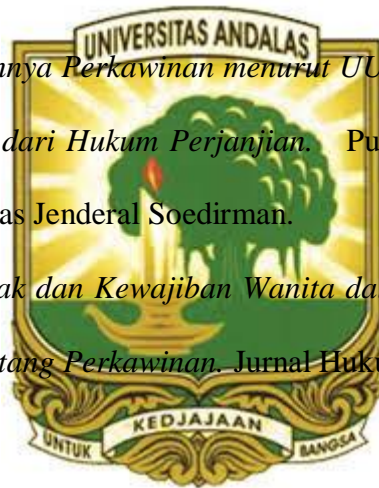 UNIVERSITAS ANDALAS
nnya Perkawinan menurut UU
dari Hukum Perjanjian. Pu
as Jenderal Soedirman.
ak dan Kewajiban Wanita da
tang Perkawinan. Jurnal Huku
KEDJAJAAN
UNTUK BANGSA